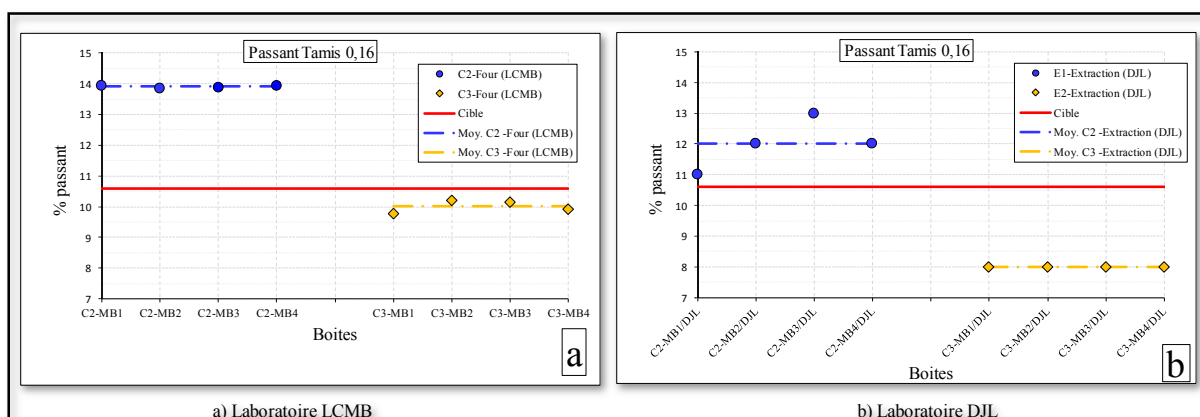 Passant Tamis 0,16
% passant
15
14
13
12
11
10
9
8
7
C2-Four (LCMB)
C3-Four (LCMB)
Cible
Moy. C2 -Four (LCMB)
Moy. C3 -Four (LCMB)
C2-MB1
C2-MB2
C2-MB3
C2-MB4
C3-MB1
C3-MB2
C3-MB3
C3-MB4
Boites
a
a) Laboratoire LCMB
Passant Tamis 0,16
% passant
15
14
13
12
11
10
9
8
7
E1-Extraction (DJL)
E2-Extraction (DJL)
Cible
Moy. C2 -Extraction (DJL)
Moy. C3 -Extraction (DJL)
C2-MB1/DJL
C2-MB2/DJL
C2-MB3/DJL
C2-MB4/DJL
C3-MB1/DJL
C3-MB2/DJL
C3-MB3/DJL
C3-MB4/DJL
Boites
b
b) Laboratoire DJL